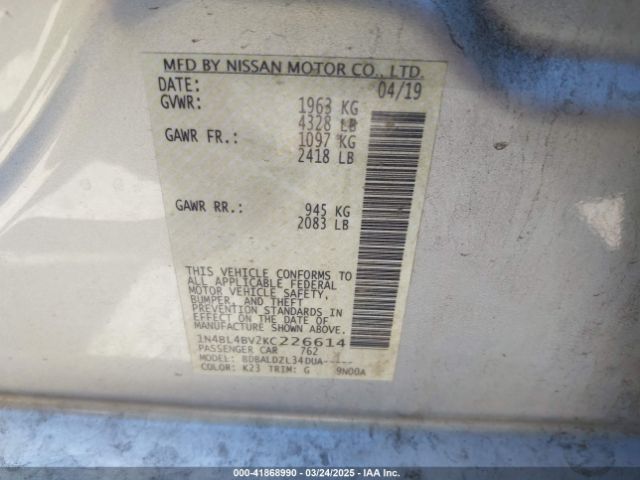 MFD BY NISSAN MOTOR CO., LTD.
DATE: 04/19
GVWR: 1963 KG
4328 LB
GAWR FR.: 1097 KG
2418 LB
GAWR RR.: 945 KG
2083 LB
THIS VEHICLE CONFORMS TO
ALL APPLICABLE FEDERAL
MOTOR VEHICLE SAFETY,
BUMPER, AND THEFT
PREVENTION STANDARDS IN
EFFECT ON THE DATE OF
MANUFACTURE SHOWN ABOVE.
1N4BL4BV2KC226614
PASSENGER CAR 762
MODEL: BDBALDZL34DUA-----
COLOR: K23 TRIM: G 9N00A
000-41868990 — 03/24/2025 — IAA Inc.